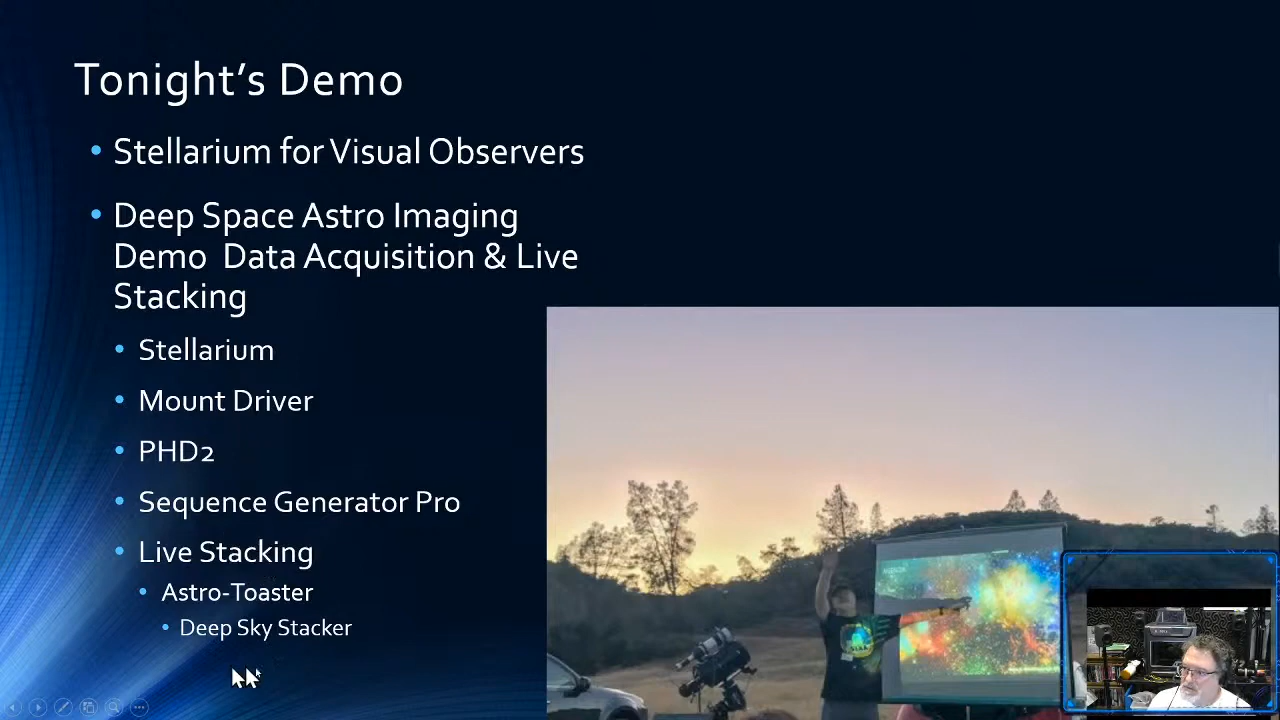 Tonight's Demo
• Stellarium for Visual Observers
• Deep Space Astro Imaging
Demo  Data Acquisition & Live
Stacking
• Stellarium
• Mount Driver
• PHD2
• Sequence Generator Pro
• Live Stacking
• Astro-Toaster
• Deep Sky Stacker